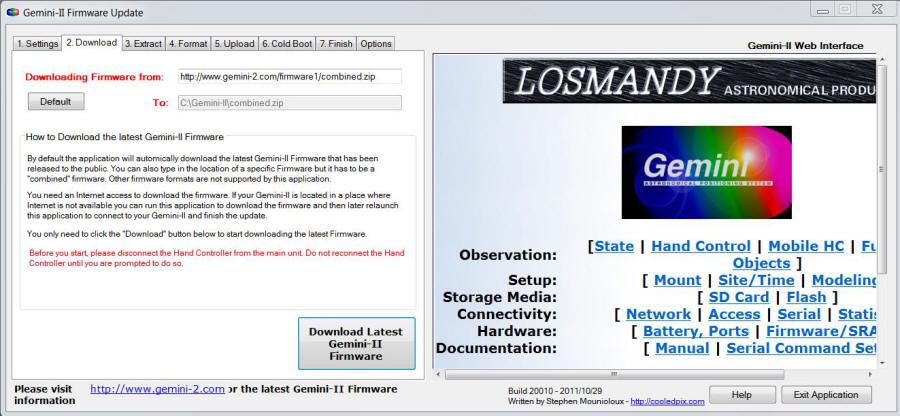 Gemini-II Firmware Update
1. Settings 2. Download 3. Extract 4. Format 5. Upload 6. Cold Boot 7. Finish Options
Downloading Firmware from: http://www.gemini-2.com/firmware1/combined.zip
Default To: C:\Gemini-II\combined.zip
How to Download the latest Gemini-II Firmware
By default the application will automically download the latest Gemini-II Firmware that has been
released to the public. You can also type in the location of a specific Firmware but it has to be a
"combined" firmware. Other firmware formats are not supported by this application.
You need an Internet access to download the firmware. If your Gemini-II is located in a place where
Internet is not available you can run this application to download the firmware and then later relaunch
this application to connect to your Gemini-II and finish the update.
You only need to click the "Download" button below to start downloading the latest Firmware.
Before you start, please disconnect the Hand Controller from the main unit. Do not reconnect the Hand
Controller until you are prompted to do so.
Download Latest
Gemini-II
Firmware
Please visit http://www.gemini-2.com or the latest Gemini-II Firmware
information
Gemini-II Web Interface
LOSMANDY ASTRONOMICAL PRODU
Gemini
ASTRONOMICAL POSITIONING SYSTEM
Observation: [State | Hand Control | Mobile HC | Fu
Objects ]
Setup: [ Mount | Site/Time | Modeling
Storage Media: [ SD Card | Flash ]
Connectivity: [ Network | Access | Serial | Statis
Hardware: [ Battery, Ports | Firmware/SRA
Documentation: [ Manual | Serial Command Set
Build 20010 - 2011/10/29
Written by Stephen Mounioloux - http://cooledpix.com
Help Exit Application